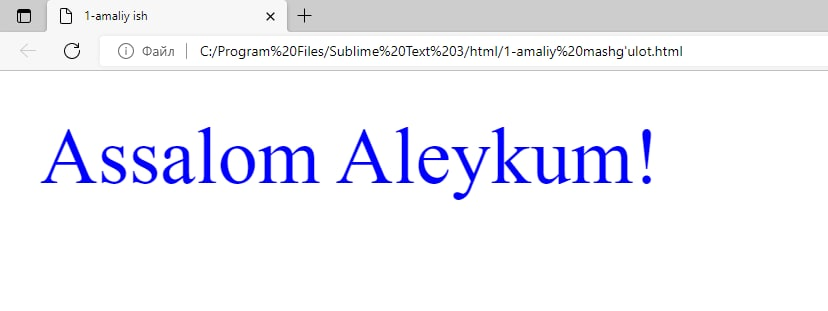 1-amaliy ish
Файл C:/Program%20Files/Sublime%20Text%203/html/1-amaliy%20mashg'ulot.html
Assalom Aleykum!